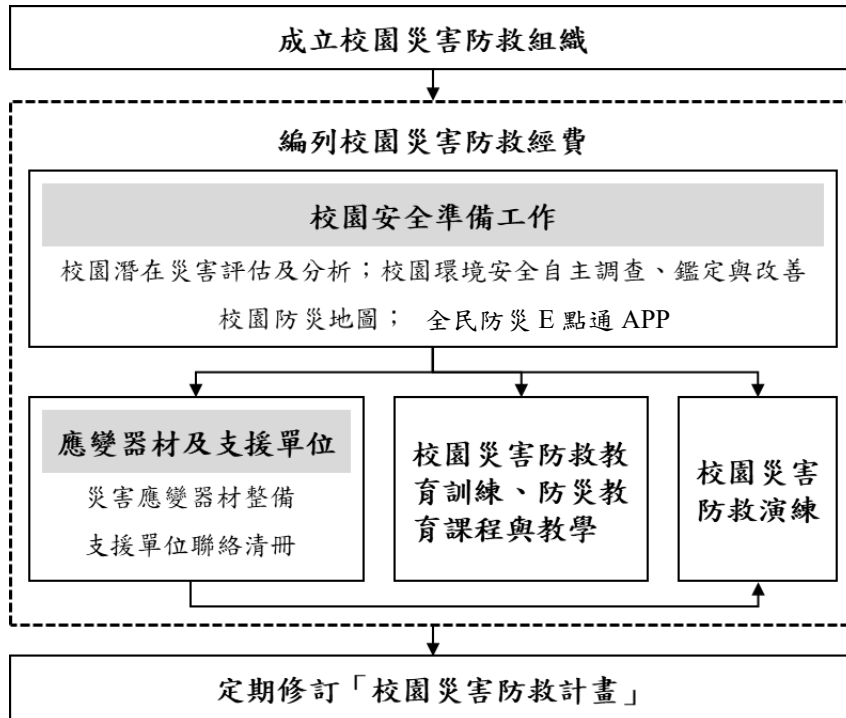 成立校園災害防救組織
編列校園災害防救經費
校園安全準備工作
校園潛在災害評估及分析；校園環境安全自主調查、鑑定與改善
校園防災地圖； 全民防災 E 點通 APP
應變器材及支援單位
災害應變器材整備
支援單位聯絡清冊
校園災害防救教
育訓練、防災教
育課程與教學
校園災害
防救演練
定期修訂「校園災害防救計畫」